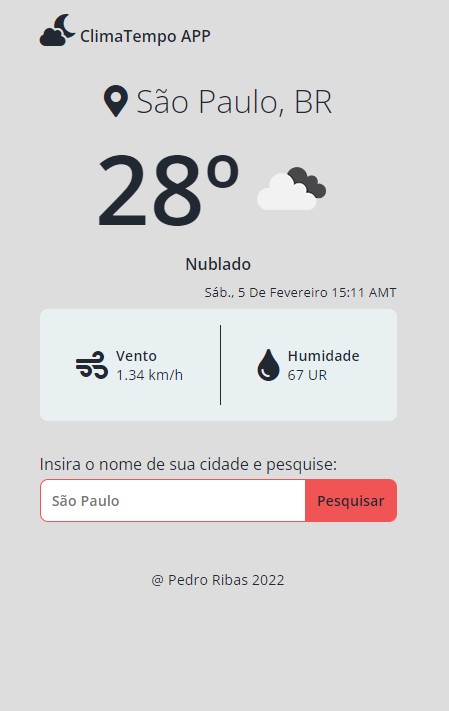 ClimaTempo APP
São Paulo, BR
28º
Nublado
Sáb., 5 De Fevereiro 15:11 AMT
Vento
1.34 km/h
Humidade
67 UR
Insira o nome de sua cidade e pesquise:
São Paulo
Pesquisar
@ Pedro Ribas 2022